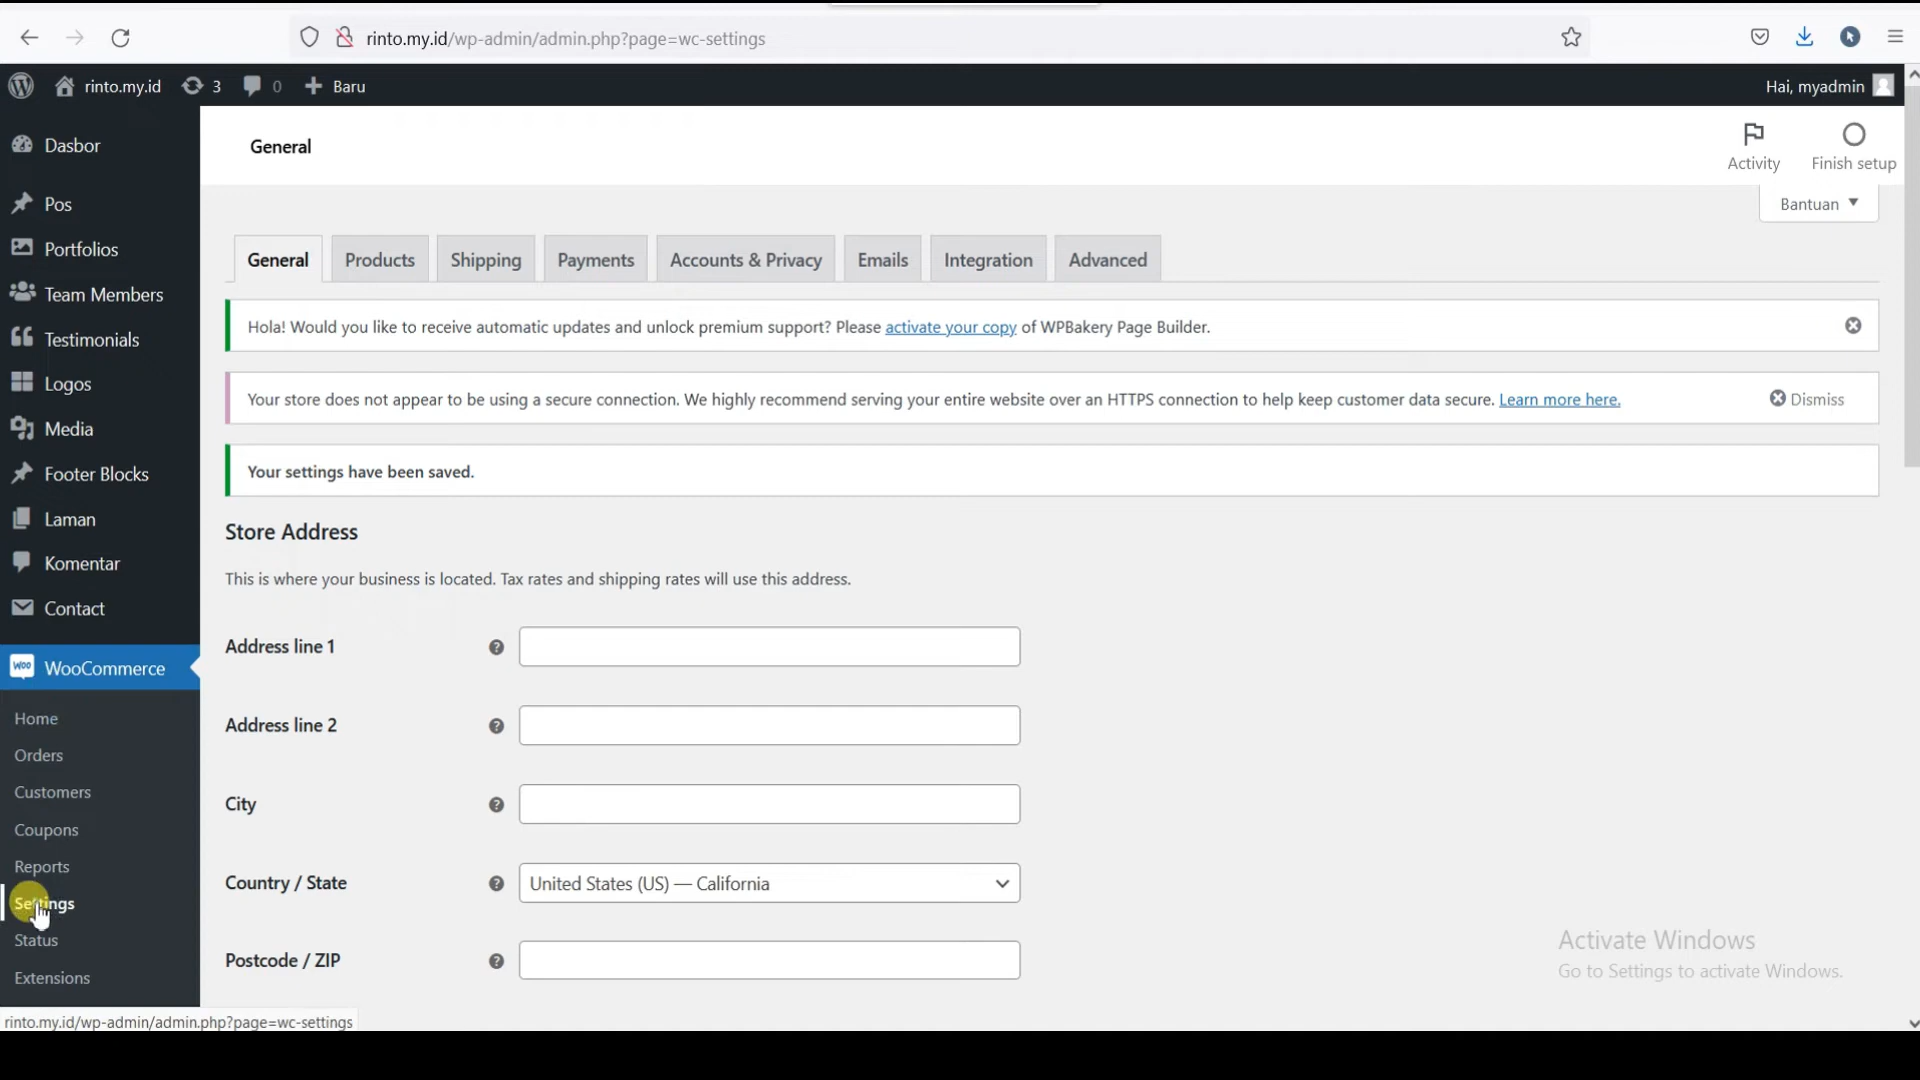 rinto.my.id/wp-admin/admin.php?page=wc-settings
rinto.my.id 3 0 + Baru Hai, myadmin
Dasbor
Pos
Portfolios
Team Members
Testimonials
Logos
Media
Footer Blocks
Laman
Komentar
Contact
WooCommerce
Home
Orders
Customers
Coupons
Reports
Settings
Status
Extensions
General
Activity
Finish setup
Bantuan
General Products Shipping Payments Accounts & Privacy Emails Integration Advanced
Hola! Would you like to receive automatic updates and unlock premium support? Please activate your copy of WPBakery Page Builder.
Your store does not appear to be using a secure connection. We highly recommend serving your entire website over an HTTPS connection to help keep customer data secure. Learn more here. Dismiss
Your settings have been saved.
Store Address
This is where your business is located. Tax rates and shipping rates will use this address.
Address line 1
Address line 2
City
Country / State United States (US) — California
Postcode / ZIP
Activate Windows
Go to Settings to activate Windows.
rinto.my.id/wp-admin/admin.php?page=wc-settings